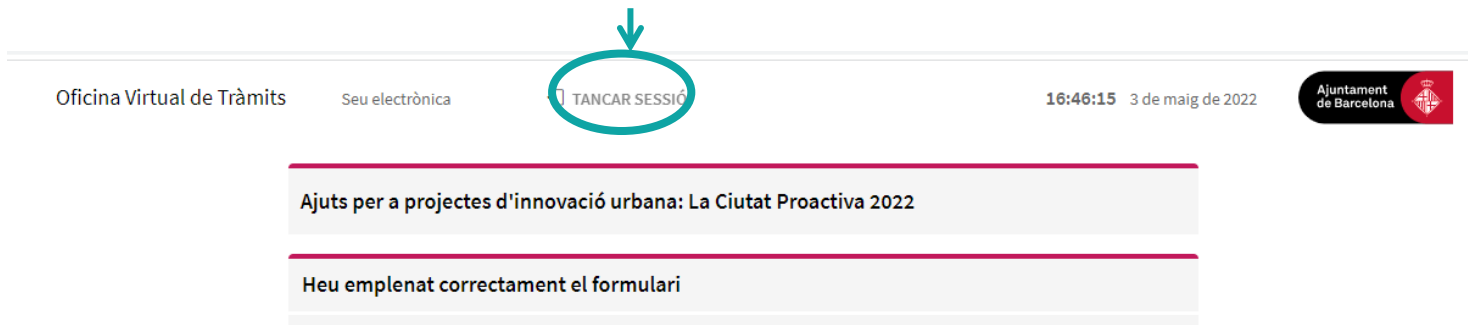 Oficina Virtual de Tràmits Seu electrònica TANCAR SESSIÓ 16:46:15 3 de maig de 2022
Ajuntament
de Barcelona
Ajuts per a projectes d'innovació urbana: La Ciutat Proactiva 2022
Heu emplenat correctament el formulari